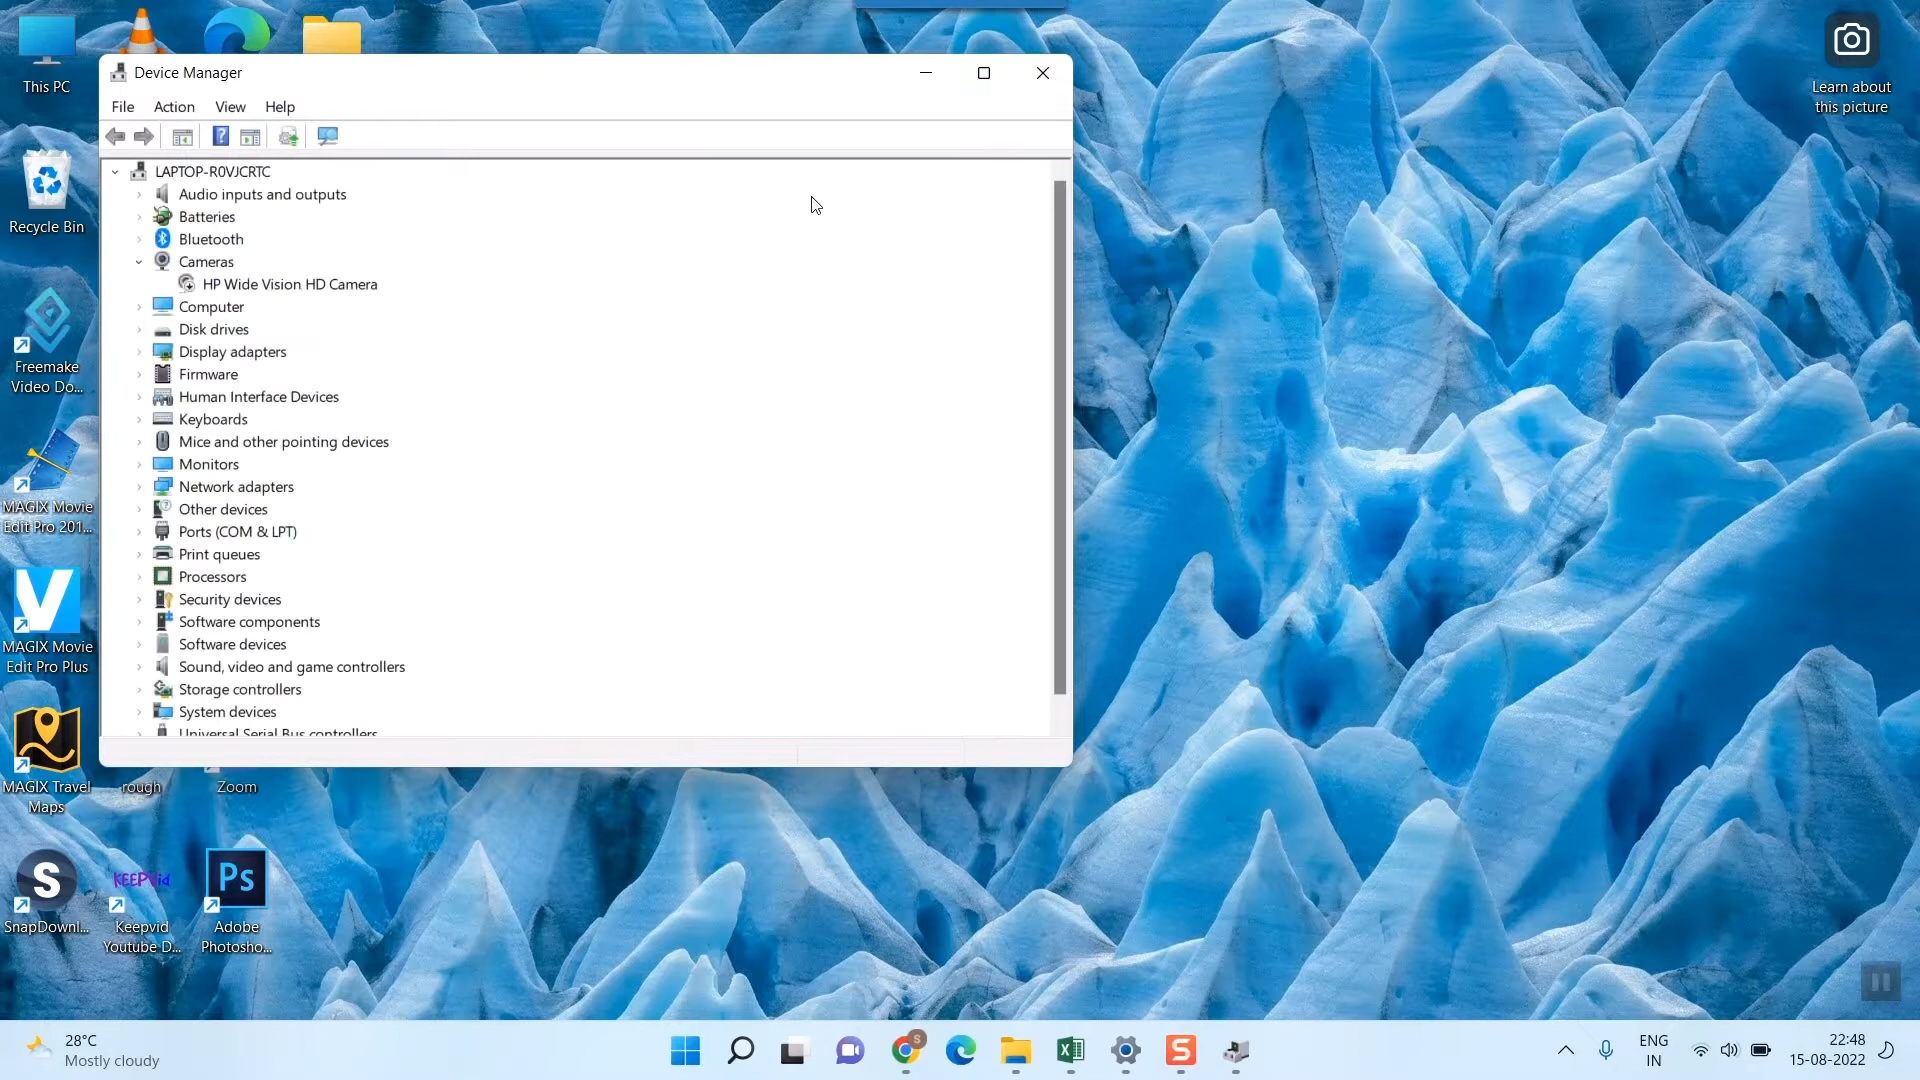 This PC
Recycle Bin
Freemake
Video Do...
MAGIX Movie
Edit Pro 201...
MAGIX Movie
Edit Pro Plus
MAGIX Travel
Maps
SnapDownl...
rough
KEEPVid
Keepvid
Youtube D...
Zoom
Ps
Adobe
Photosho...
Learn about
this picture
Device Manager
File Action View Help
LAPTOP-R0VJCRTC
Audio inputs and outputs
Batteries
Bluetooth
Cameras
HP Wide Vision HD Camera
Computer
Disk drives
Display adapters
Firmware
Human Interface Devices
Keyboards
Mice and other pointing devices
Monitors
Network adapters
Other devices
Ports (COM & LPT)
Print queues
Processors
Security devices
Software components
Software devices
Sound, video and game controllers
Storage controllers
System devices
Universal Serial Bus controllers
28°C
Mostly cloudy
ENG
IN
22:48
15-08-2022